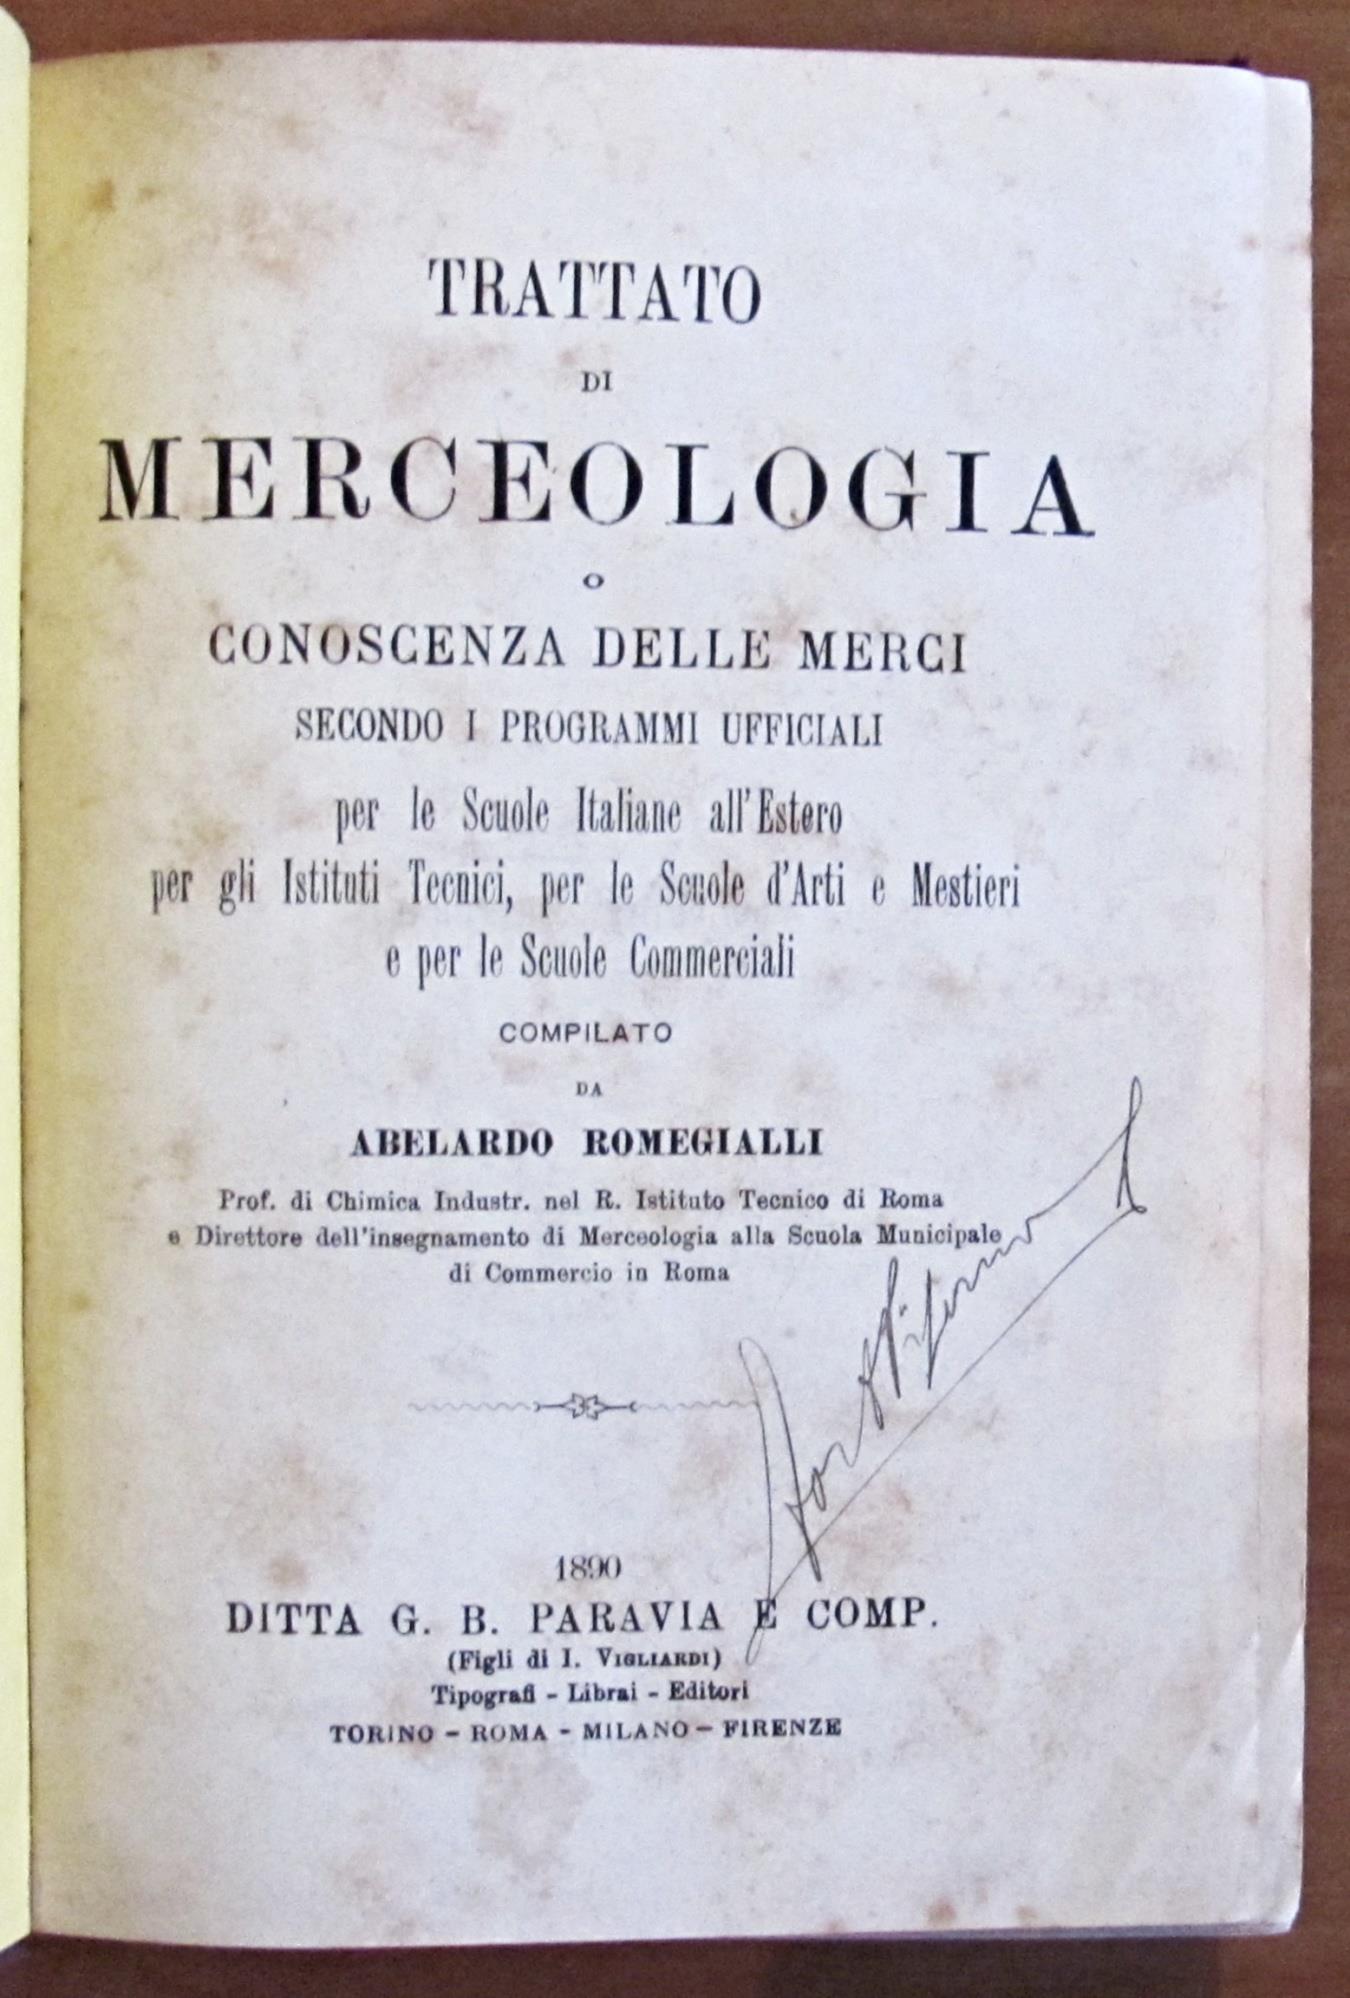 TRATTATO
DI
MERCEOLOGIA
O
CONOSCENZA DELLE MERCI
SECONDO I PROGRAMMI UFFICIALI
per le Scuole Italiane all'Estero
per gli Istituti Tecnici, per le Scuole d'Arti e Mestieri
e per le Scuole Commerciali
COMPILATO
DA
ABELARDO ROMEGIALLI
Prof. di Chimica Industr. nel R. Istituto Tecnico di Roma
e Direttore dell'insegnamento di Merceologia alla Scuola Municipale
di Commercio in Roma
1890
DITTA G. B. PARAVIA E COMP.
(Figli di I. VIGLIARDI)
Tipografi - Librai - Editori
TORINO - ROMA - MILANO - FIRENZE